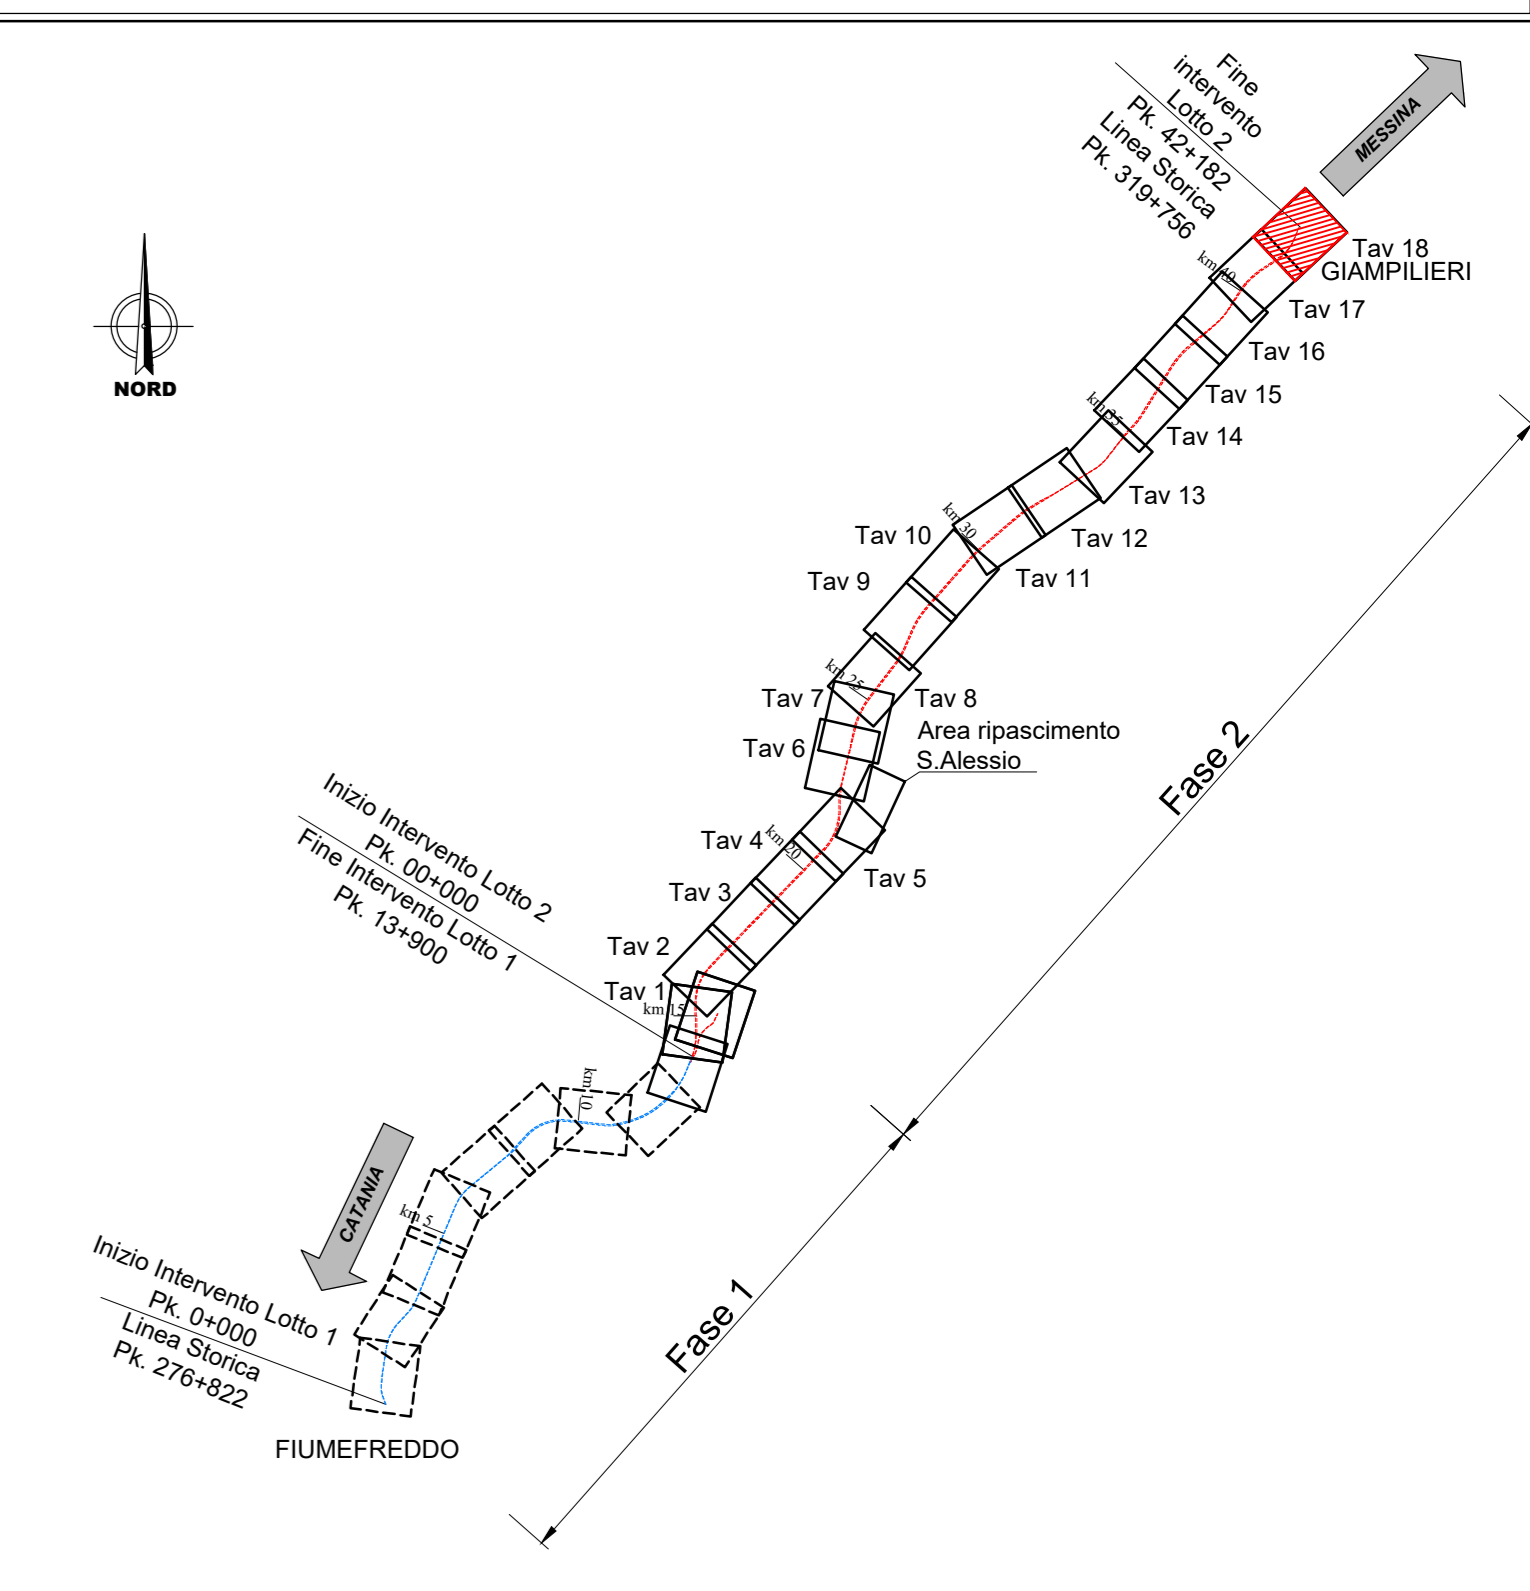 Fine
intervento
Lotto 2
Pk. 42+182
Linea Storica
Pk. 319+756
MESSINA
Tav 18
GIAMPILIERI
km 40
Tav 17
Tav 16
Tav 15
km 35
Tav 14
Tav 13
NORD
km 30
Tav 12
Tav 10
Tav 11
Tav 9
km 25
Tav 8
Tav 7
Tav 6
Area ripascimento
S.Alessio
Fase 2
Inizio Intervento Lotto 2
Pk. 00+000
Fine Intervento Lotto 1
Pk. 13+900
km 20
Tav 4
Tav 5
Tav 3
Tav 2
Tav 1
km 15
km 10
km 5
CATANIA
Inizio Intervento Lotto 1
Pk. 0+000
Linea Storica
Pk. 276+822
Fase 1
FIUMEFREDDO